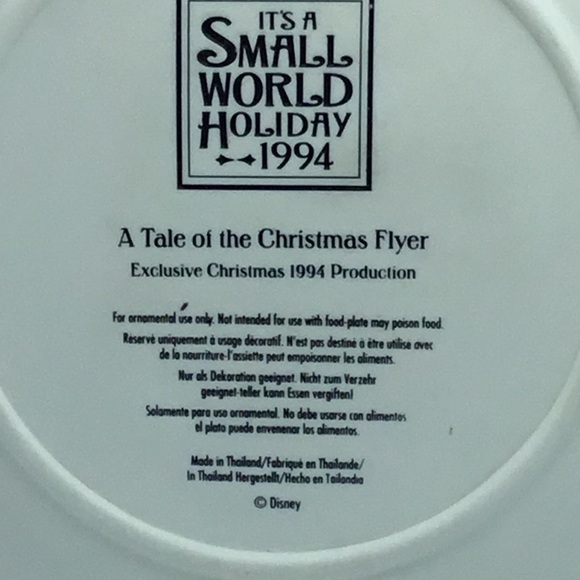 IT'S A
SMALL
WORLD
HOLIDAY
1994
A Tale of the Christmas Flyer
Exclusive Christmas 1994 Production
For ornamental use only. Not intended for use with food-plate may poison food.
Réservé uniquement à usage décoratif. N'est pas destiné à être utilisé avec
de la nourriture-l'assiette peut empoisonner les aliments.
Nur als Dekoration geeignet. Nicht zum Verzehr
geeignet-teller kann Essen vergiften!
Solamente para uso ornamental. No debe usarse con alimentos
el plato puede envenenar los alimentos.
Made in Thailand/Fabriqué en Thaïlande/
In Thailand Hergestellt/Hecho en Tailandia
© Disney